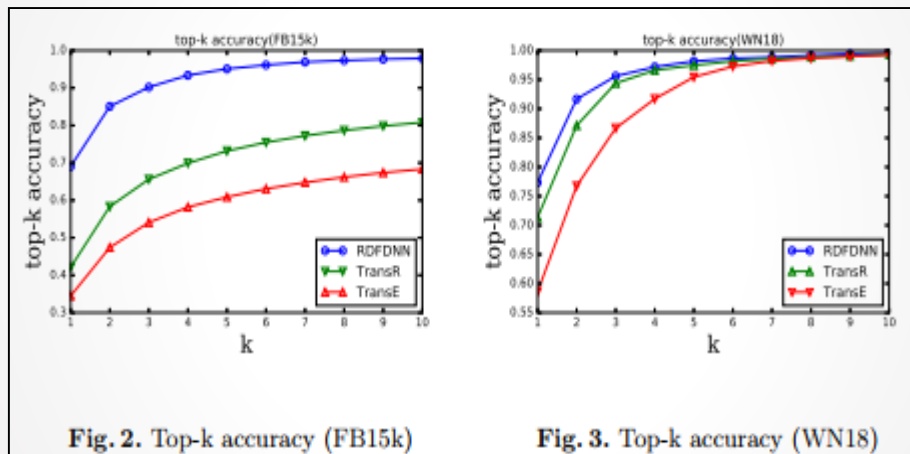 top-k accuracy(FB15k)
1.0
0.9
0.8
0.7
0.6
0.5
0.4
0.3
top-k accuracy
1 2 3 4 5 6 7 8 9 10
k
RDFDNN
TransR
TransE
Fig. 2. Top-k accuracy (FB15k)
top-k accuracy(WN18)
1.00
0.95
0.90
0.85
0.80
0.75
0.70
0.65
0.60
0.55
top-k accuracy
1 2 3 4 5 6 7 8 9 10
k
RDFDNN
TransR
TransE
Fig. 3. Top-k accuracy (WN18)